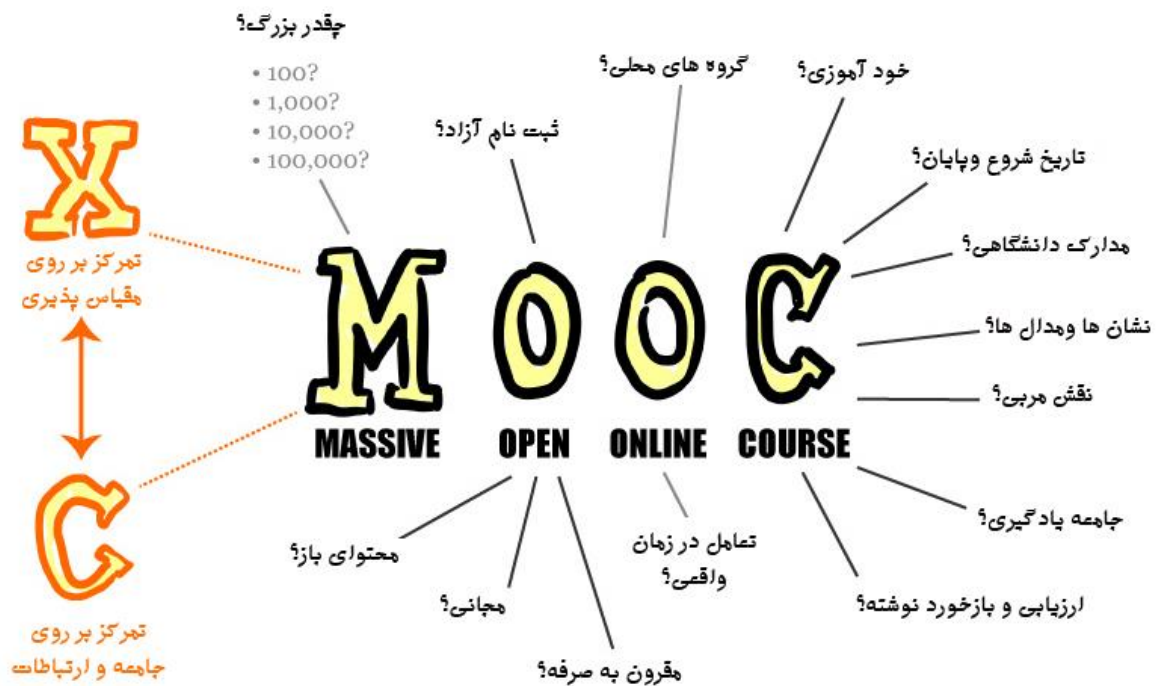 چقدر بزرگ؟
• 100?
• 1,000?
• 10,000?
• 100,000?
گروه های محلی؟
خود آموزی؟
ثبت نام آزاد؟
تاریخ شروع وپایان؟
مدارک دانشگاهی؟
نشان ها ومدال ها؟
نقش مربی؟
X
تمرکز بر روی
مقیاس پذیری
MOOC
MASSIVE OPEN ONLINE COURSE
C
تمرکز بر روی
جامعه و ارتباطات
محتوای باز؟
مجانی؟
مقرون به صرفه؟
تعامل در زمان
واقعی؟
جامعه یادگیری؟
ارزیابی و بازخورد نوشته؟